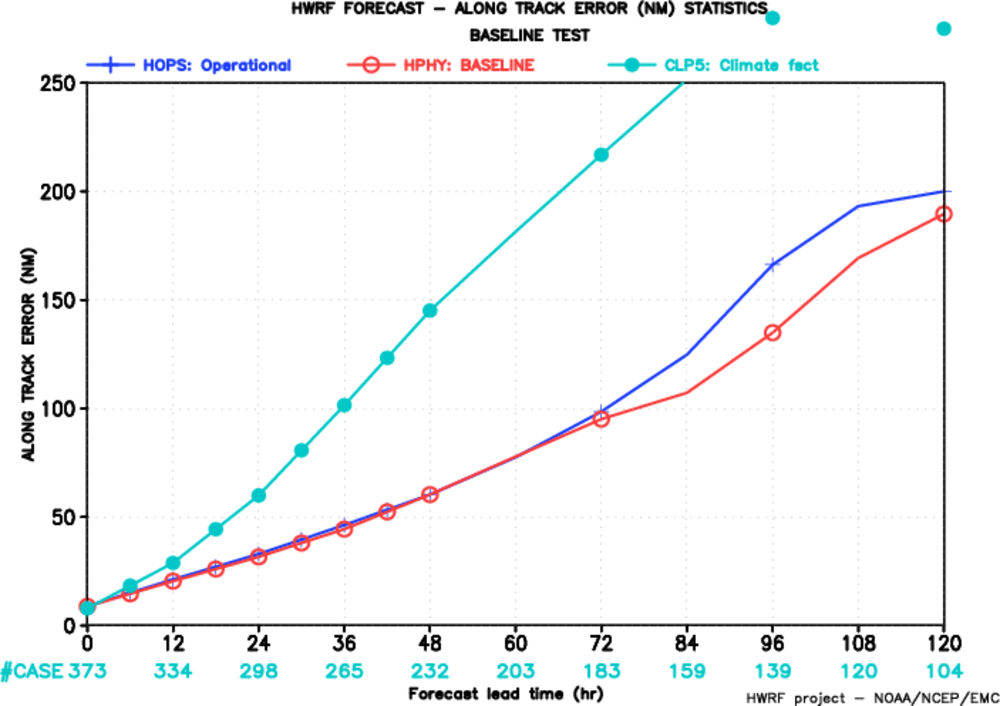 HWRF FORECAST – ALONG TRACK ERROR (NM) STATISTICS
BASELINE TEST
HOPS: Operational HPHY: BASELINE CLP5: Climate fact
250
200
150
100
50
0
ALONG TRACK ERROR (NM)
0 12 24 36 48 60 72 84 96 108 120
#CASE 373 334 298 265 232 203 183 159 139 120 104
Forecast lead time (hr)
HWRF project – NOAA/NCEP/EMC